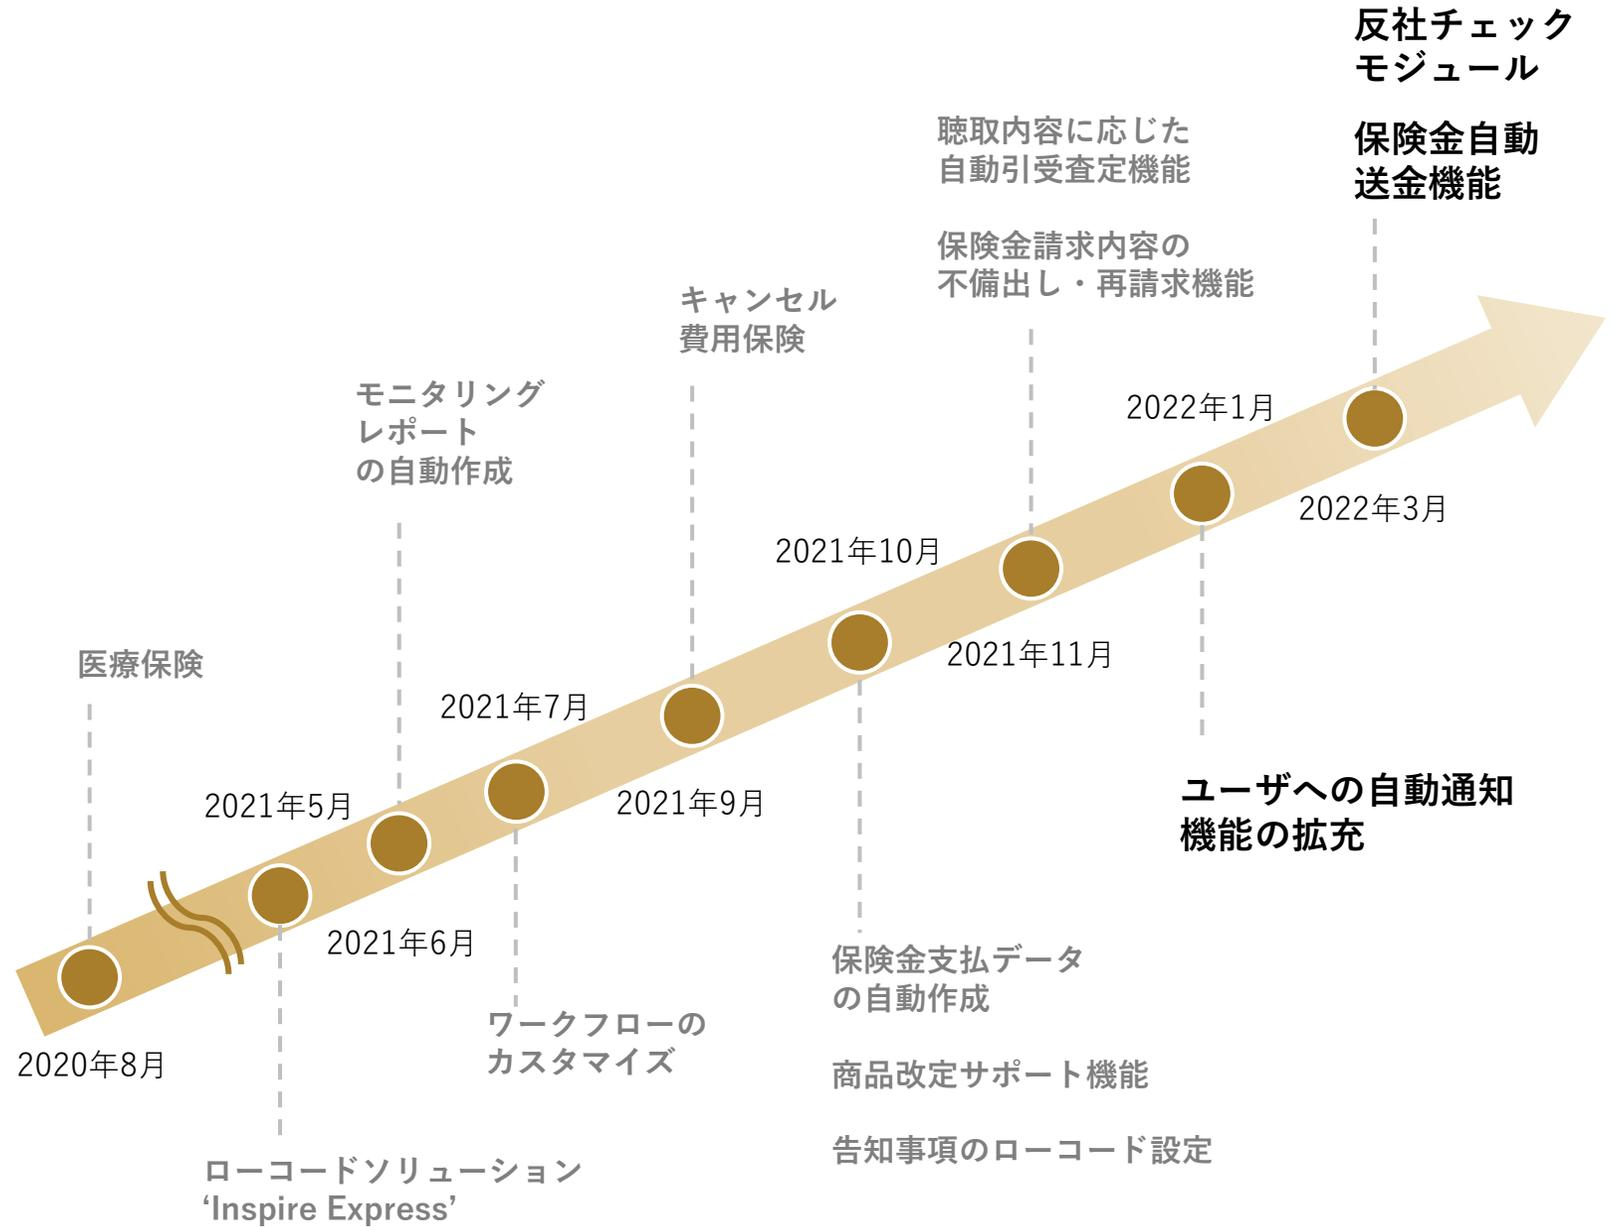 反社チェック
モジュール
保険金自動
送金機能
聴取内容に応じた
自動引受査定機能
保険金請求内容の
不備出し・再請求機能
キャンセル
費用保険
モニタリング
レポート
の自動作成
医療保険
2022年1月
2022年3月
2021年10月
2021年11月
2021年7月
2021年9月
2021年5月
2021年6月
2020年8月
ユーザへの自動通知
機能の拡充
保険金支払データ
の自動作成
商品改定サポート機能
告知事項のローコード設定
ワークフローの
カスタマイズ
ローコードソリューション
‘Inspire Express’